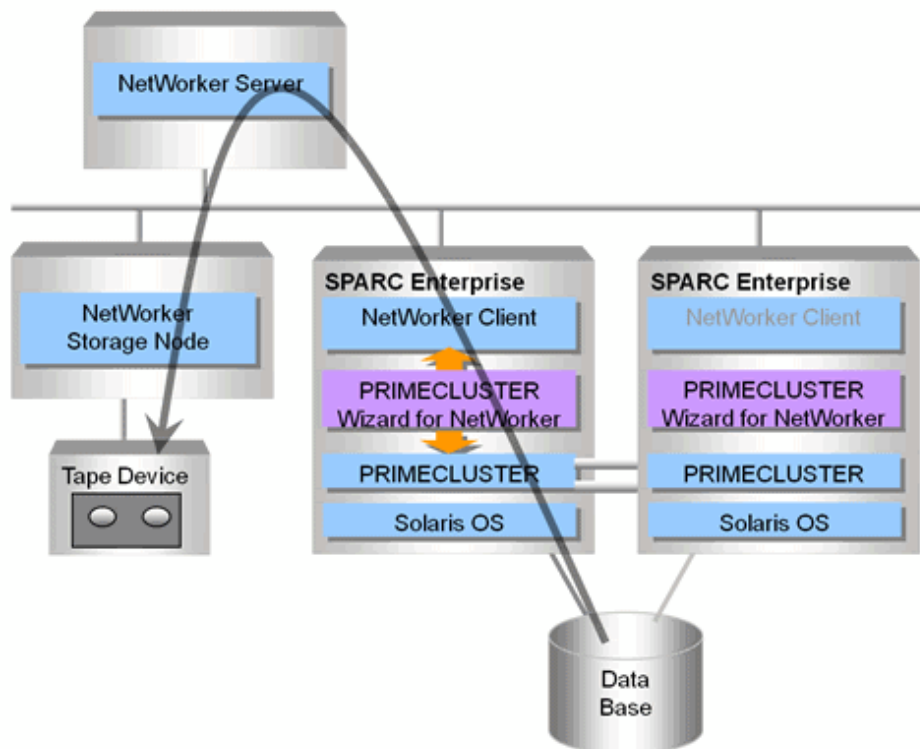 NetWorker Server
NetWorker
Storage Node
Tape Device
SPARC Enterprise
NetWorker Client
PRIMECLUSTER
Wizard for NetWorker
PRIMECLUSTER
Solaris OS
SPARC Enterprise
NetWorker Client
PRIMECLUSTER
Wizard for NetWorker
PRIMECLUSTER
Solaris OS
Data
Base